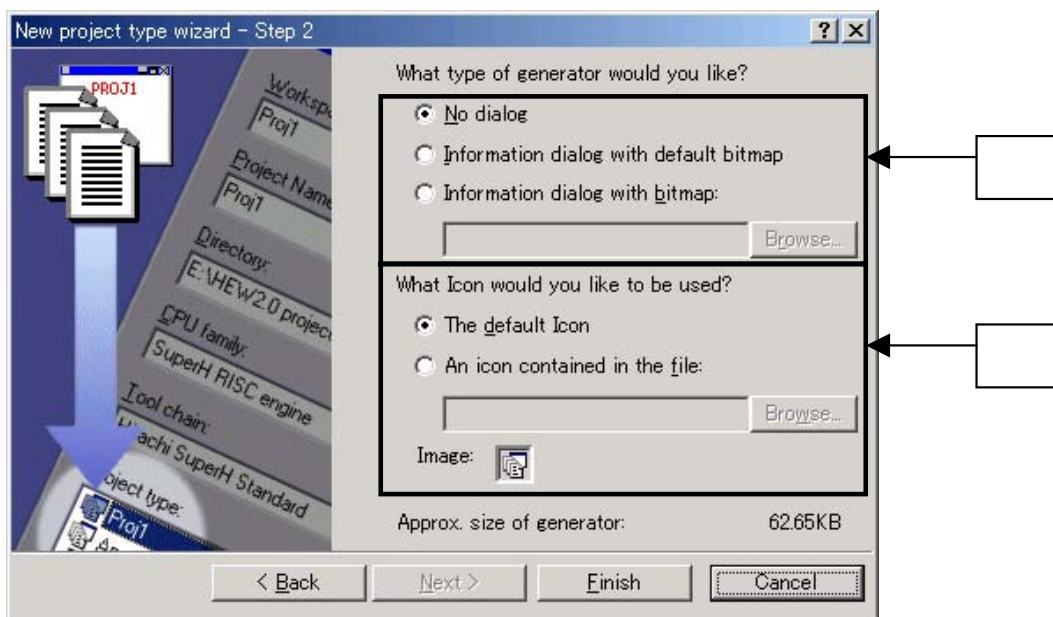 New project type wizard - Step 2
PROJ1
Workspa
Proj1
Project Name
Proj1
Directory:
E:\HEW2.0 project
CPU family:
SuperH RISC engine
Tool chain:
Hitachi SuperH Standard
oject type:
Proj1
What type of generator would you like?
No dialog
Information dialog with default bitmap
Information dialog with bitmap:
Browse...
What Icon would you like to be used?
The default Icon
An icon contained in the file:
Browse...
Image:
Approx. size of generator: 62.65KB
< Back Next > Finish Cancel